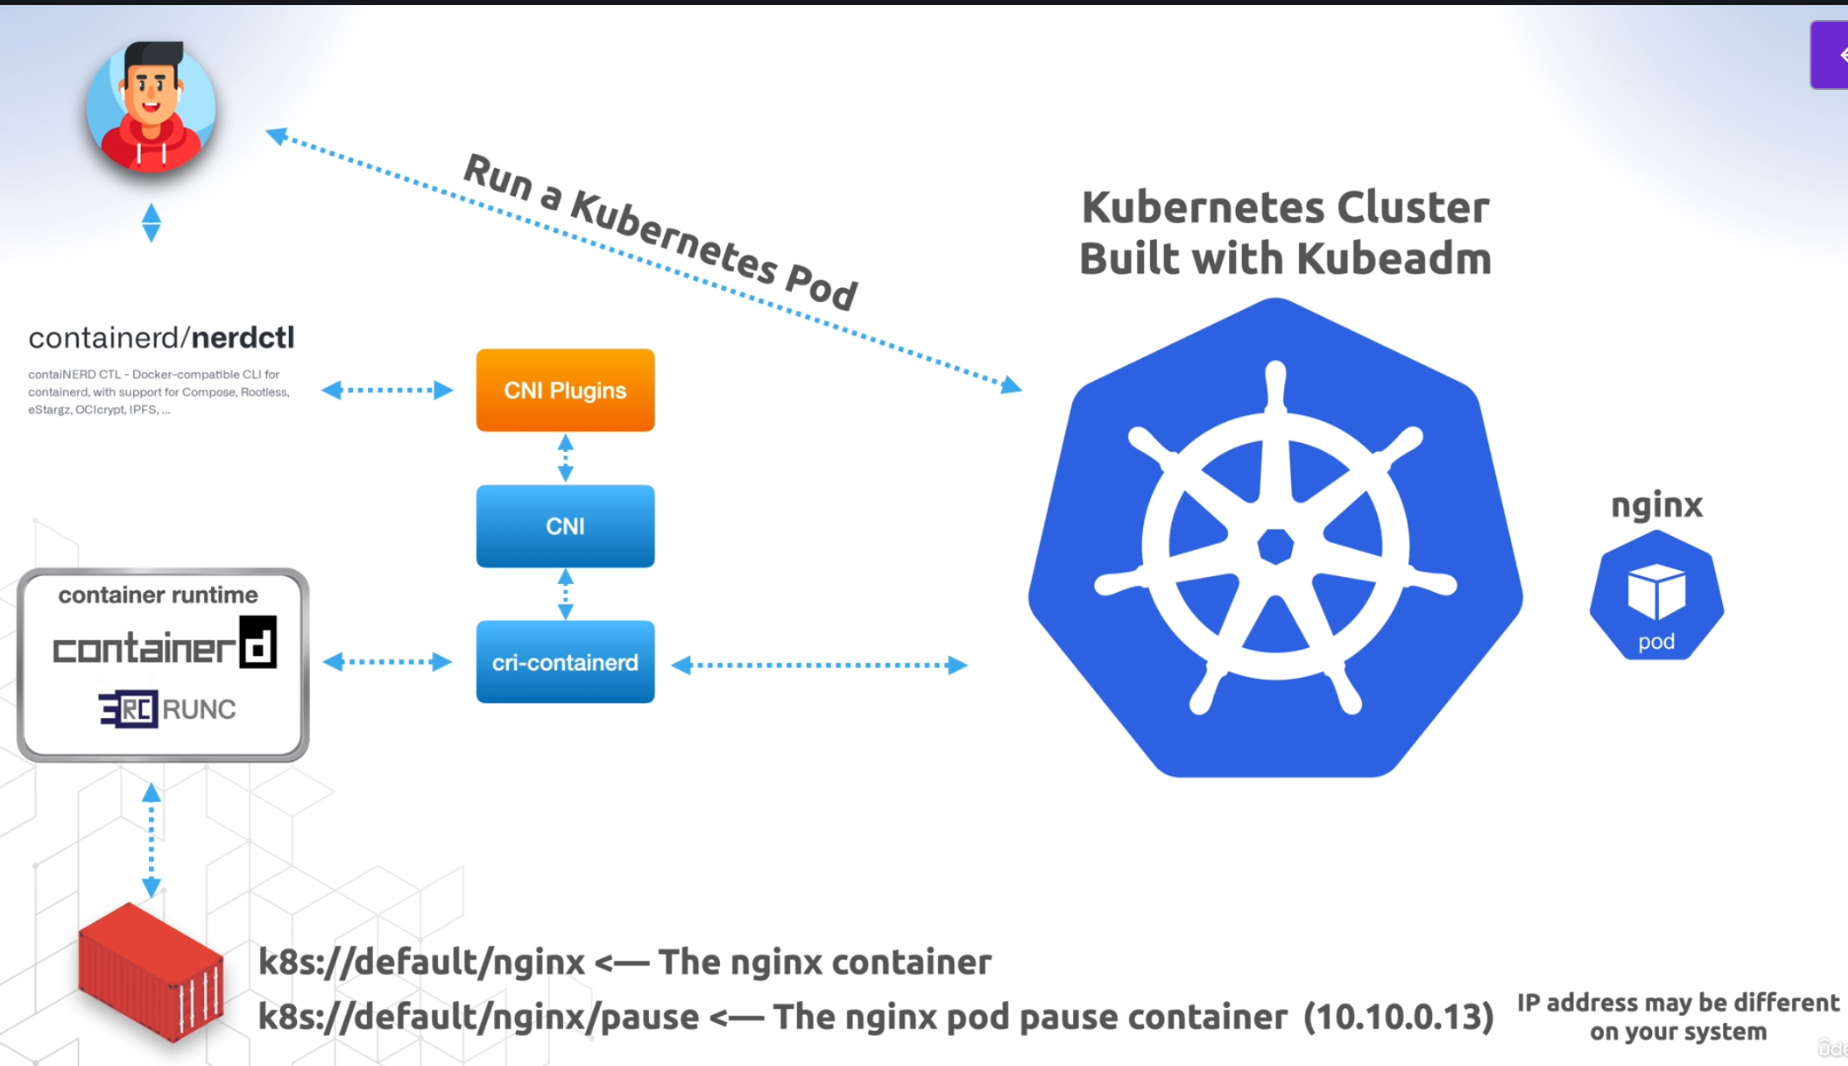 Run a Kubernetes Pod
Kubernetes Cluster
Built with Kubeadm
containerd/nerdctl
contaiNERD CTL - Docker-compatible CLI for
containerd, with support for Compose, Rootless,
eStargz, OCIcrypt, IPFS, ...
CNI Plugins
CNI
cri-containerd
nginx
pod
container runtime
containerd
RC RUNC
k8s://default/nginx <— The nginx container
k8s://default/nginx/pause <— The nginx pod pause container (10.10.0.13)
IP address may be different
on your system